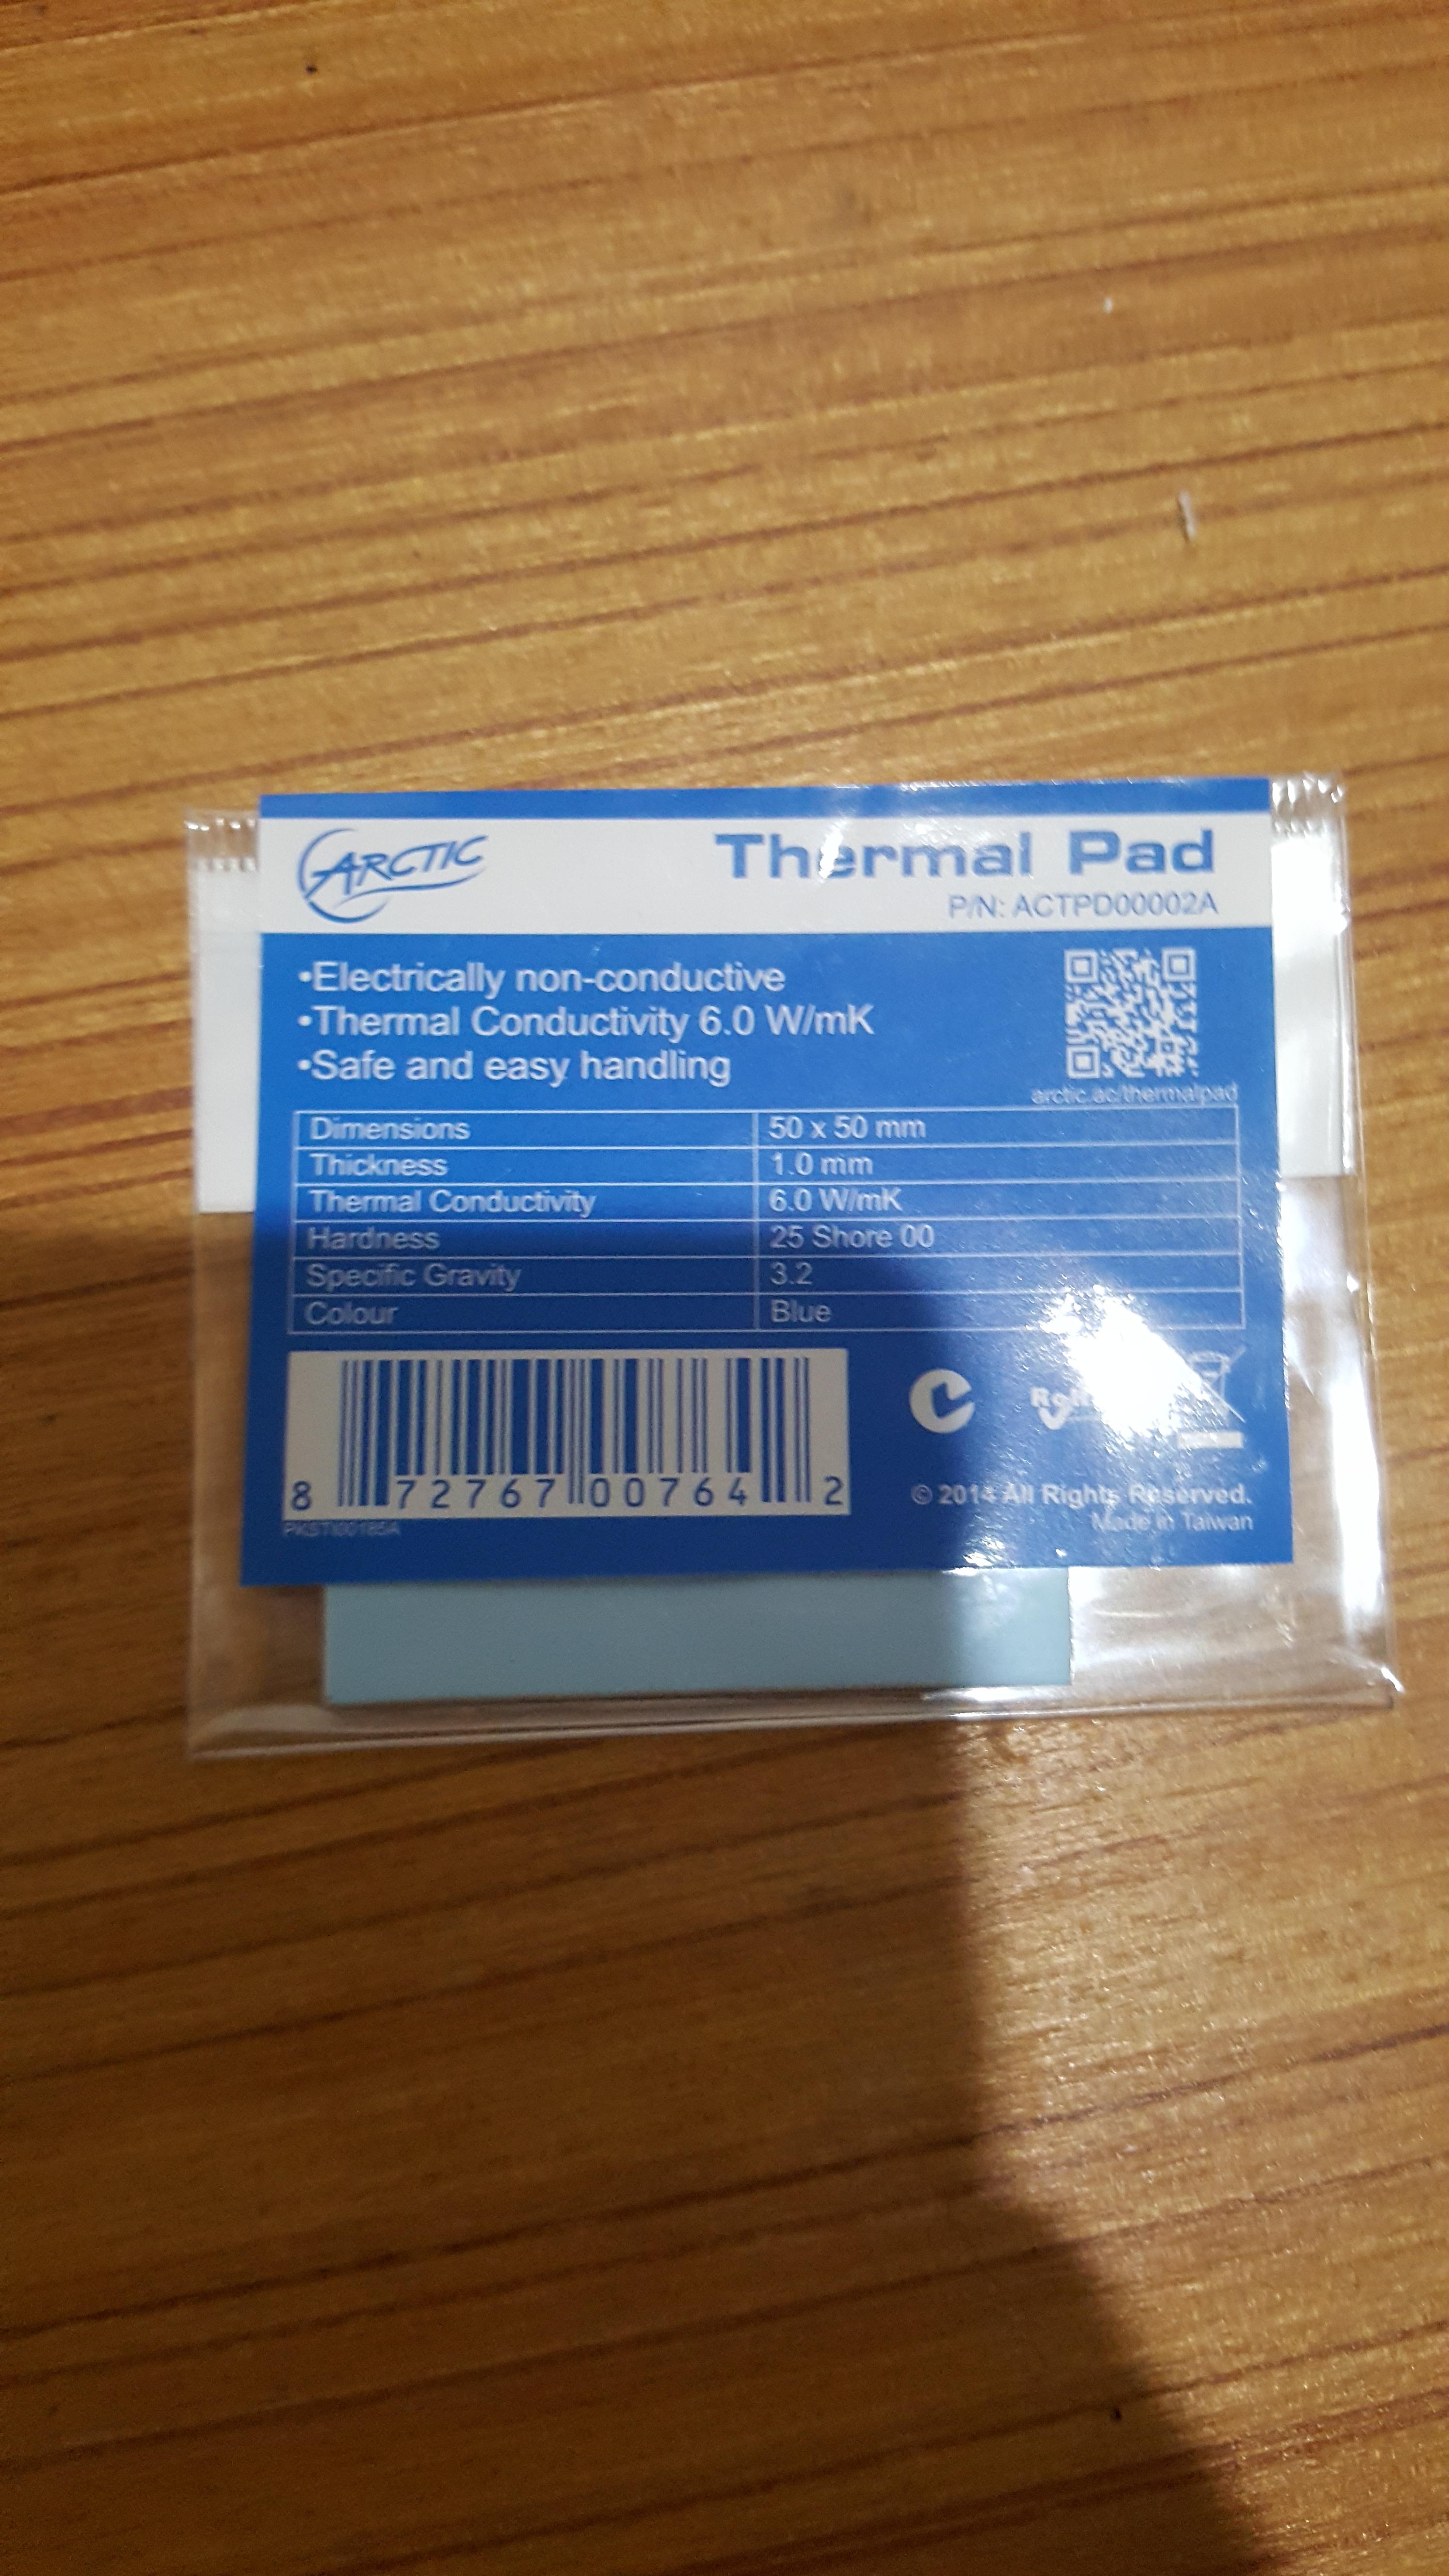 ARCTIC
Thermal Pad
P/N: ACTPD00002A
•Electrically non-conductive
•Thermal Conductivity 6.0 W/mK
•Safe and easy handling
arctic.ac/thermalpad
Dimensions 50 x 50 mm
Thickness 1.0 mm
Thermal Conductivity 6.0 W/mK
Hardness 25 Shore 00
Specific Gravity 3.2
Colour Blue
8 72767 00764 2
PKSTI00185A
© 2014 All Rights Reserved.
Made in Taiwan